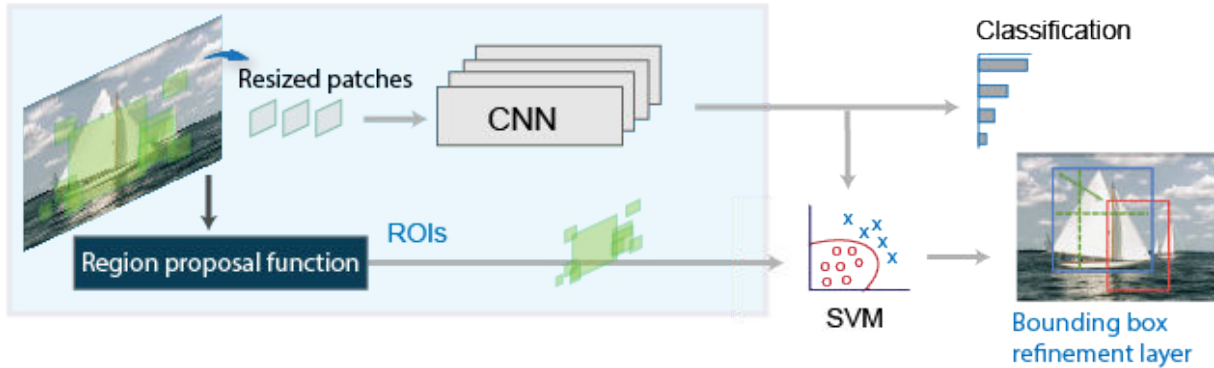 Classification
Resized patches
CNN
ROIs
Region proposal function
x
x
x
x
x
x
o
o
o
o
o
o
o
SVM
Bounding box
refinement layer